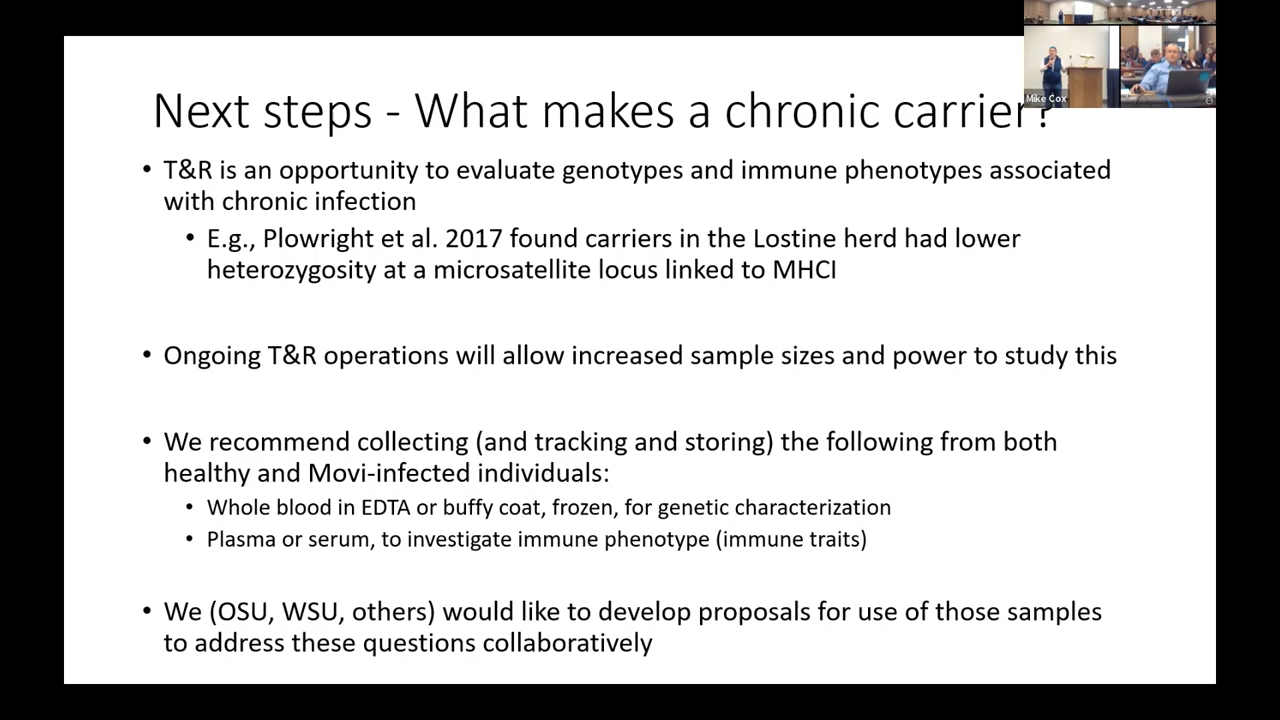 Next steps - What makes a chronic carrier?
Mike Cox
• T&R is an opportunity to evaluate genotypes and immune phenotypes associated
with chronic infection
• E.g., Plowright et al. 2017 found carriers in the Lostine herd had lower
heterozygosity at a microsatellite locus linked to MHCI
• Ongoing T&R operations will allow increased sample sizes and power to study this
• We recommend collecting (and tracking and storing) the following from both
healthy and Movi-infected individuals:
• Whole blood in EDTA or buffy coat, frozen, for genetic characterization
• Plasma or serum, to investigate immune phenotype (immune traits)
• We (OSU, WSU, others) would like to develop proposals for use of those samples
to address these questions collaboratively